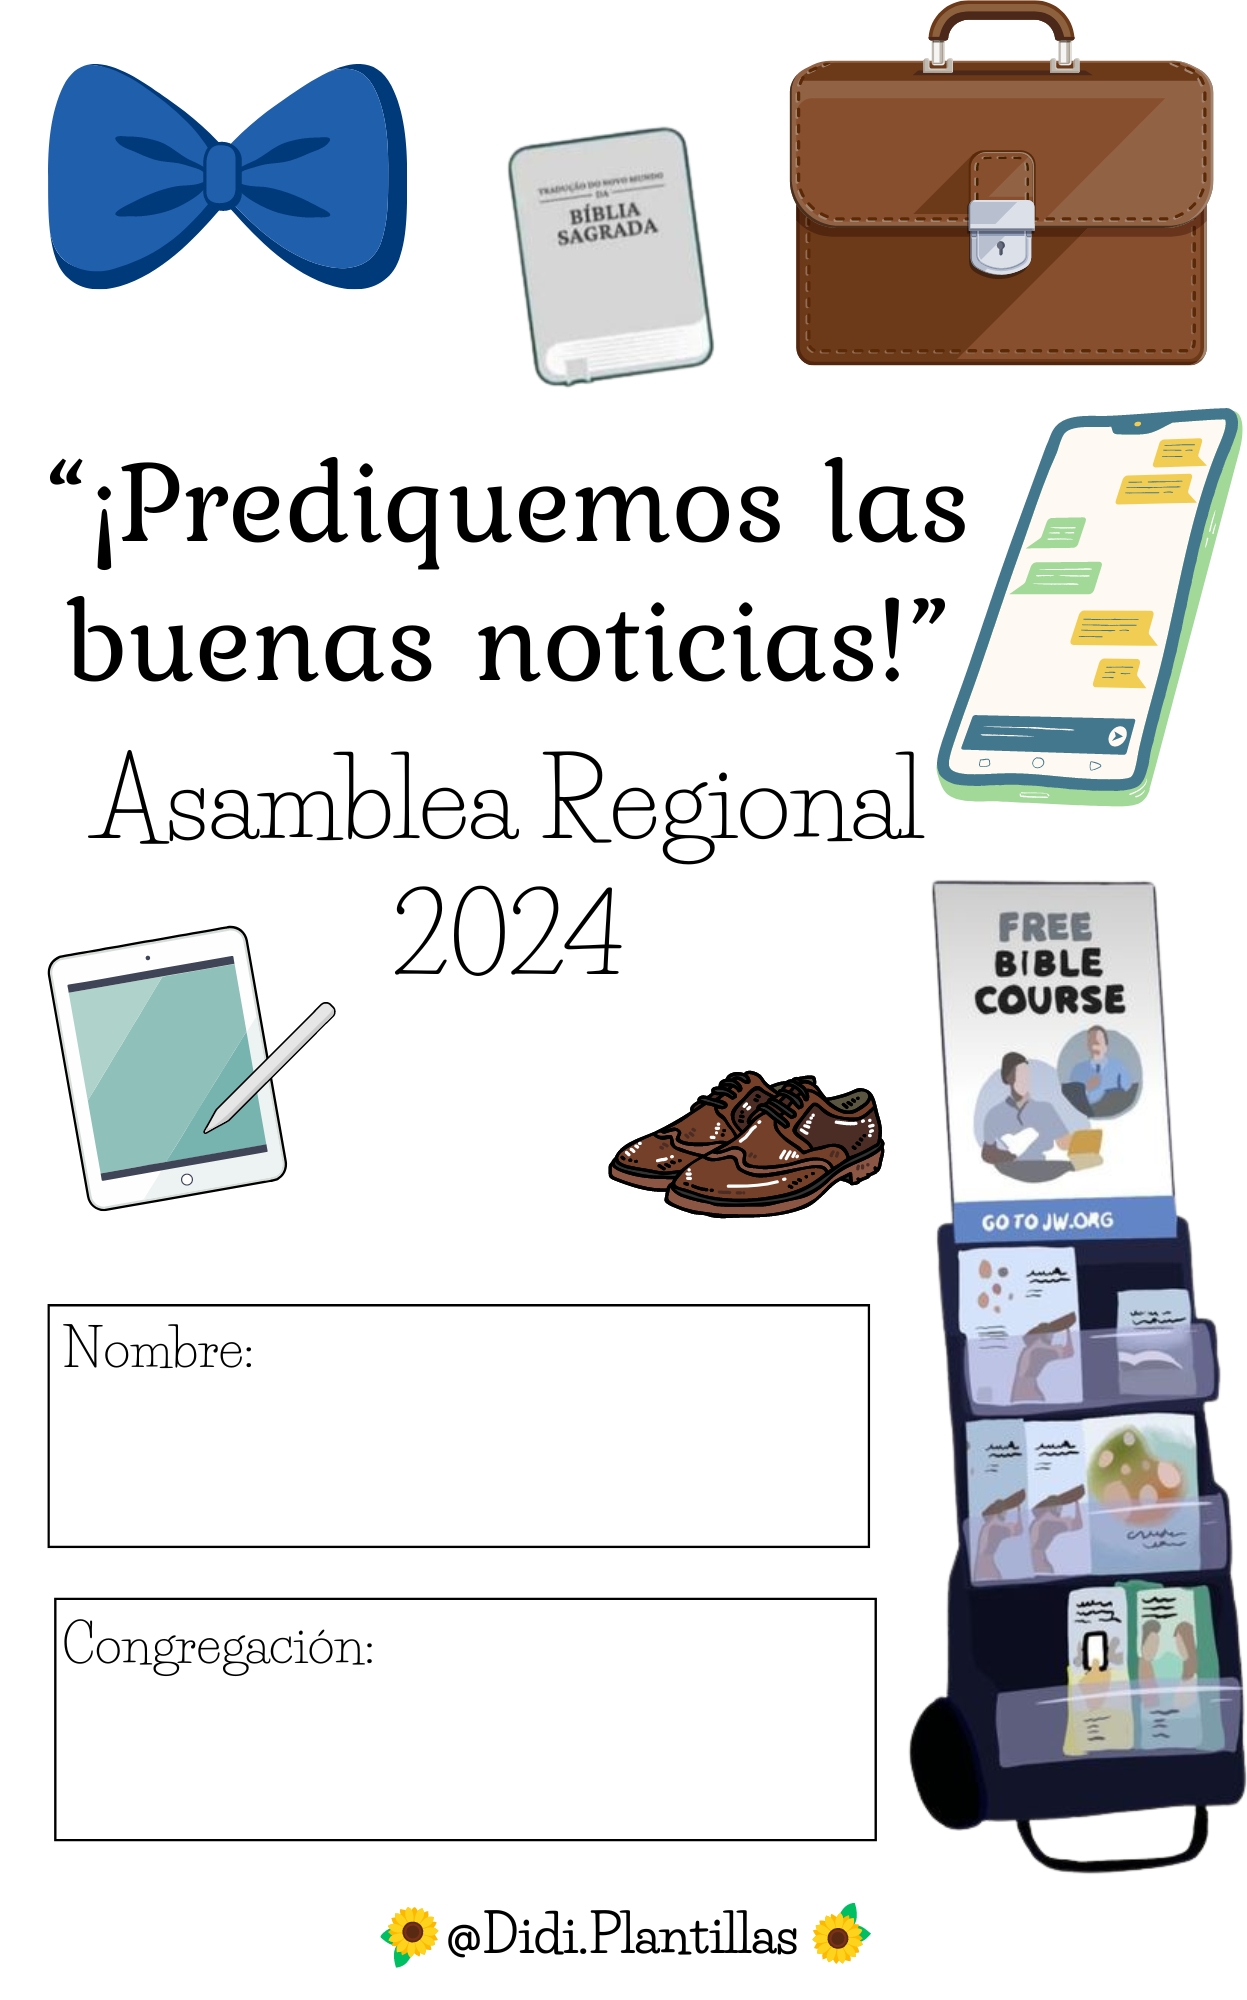 TRADUÇÃO DO NOVO MUNDO
DA
BÍBLIA
SAGRADA
“¡Prediquemos las
buenas noticias!”
Asamblea Regional
2024
FREE
BIBLE
COURSE
GO TO JW.ORG
Nombre:
Congregación:
@Didi.Plantillas